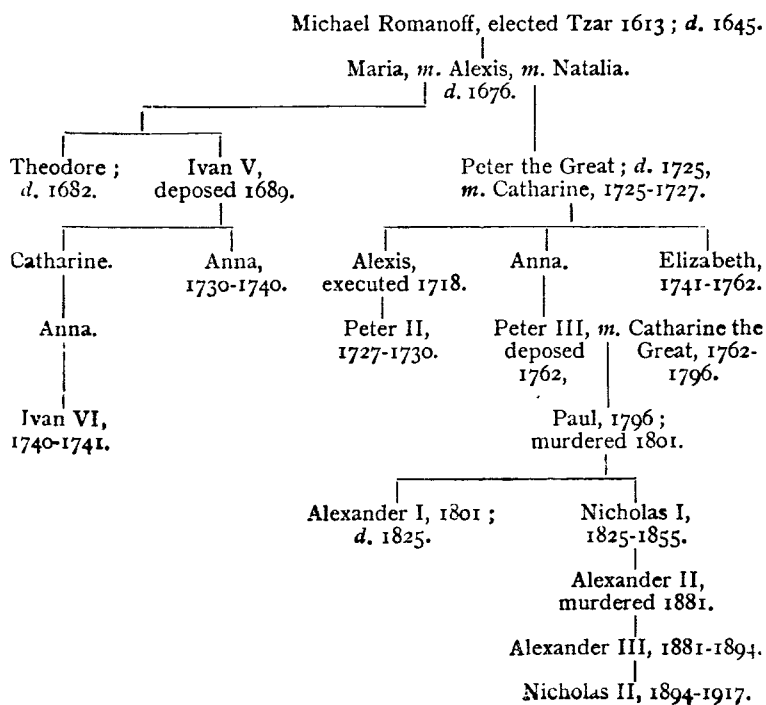 Michael Romanoff, elected Tzar 1613 ; d. 1645.
Maria, m. Alexis, m. Natalia.
d. 1676.
Theodore ;
d. 1682.
Ivan V,
deposed 1689.
Peter the Great ; d. 1725,
m. Catharine, 1725-1727.
Catharine.
Anna,
1730-1740.
Alexis,
executed 1718.
Anna.
Elizabeth,
1741-1762.
Anna.
Peter II,
1727-1730.
Peter III, m. Catharine the
deposed Great, 1762-
1762, 1796.
Ivan VI,
1740-1741.
Paul, 1796 ;
murdered 1801.
Alexander I, 1801 ;
d. 1825.
Nicholas I,
1825-1855.
Alexander II,
murdered 1881.
Alexander III, 1881-1894.
Nicholas II, 1894-1917.